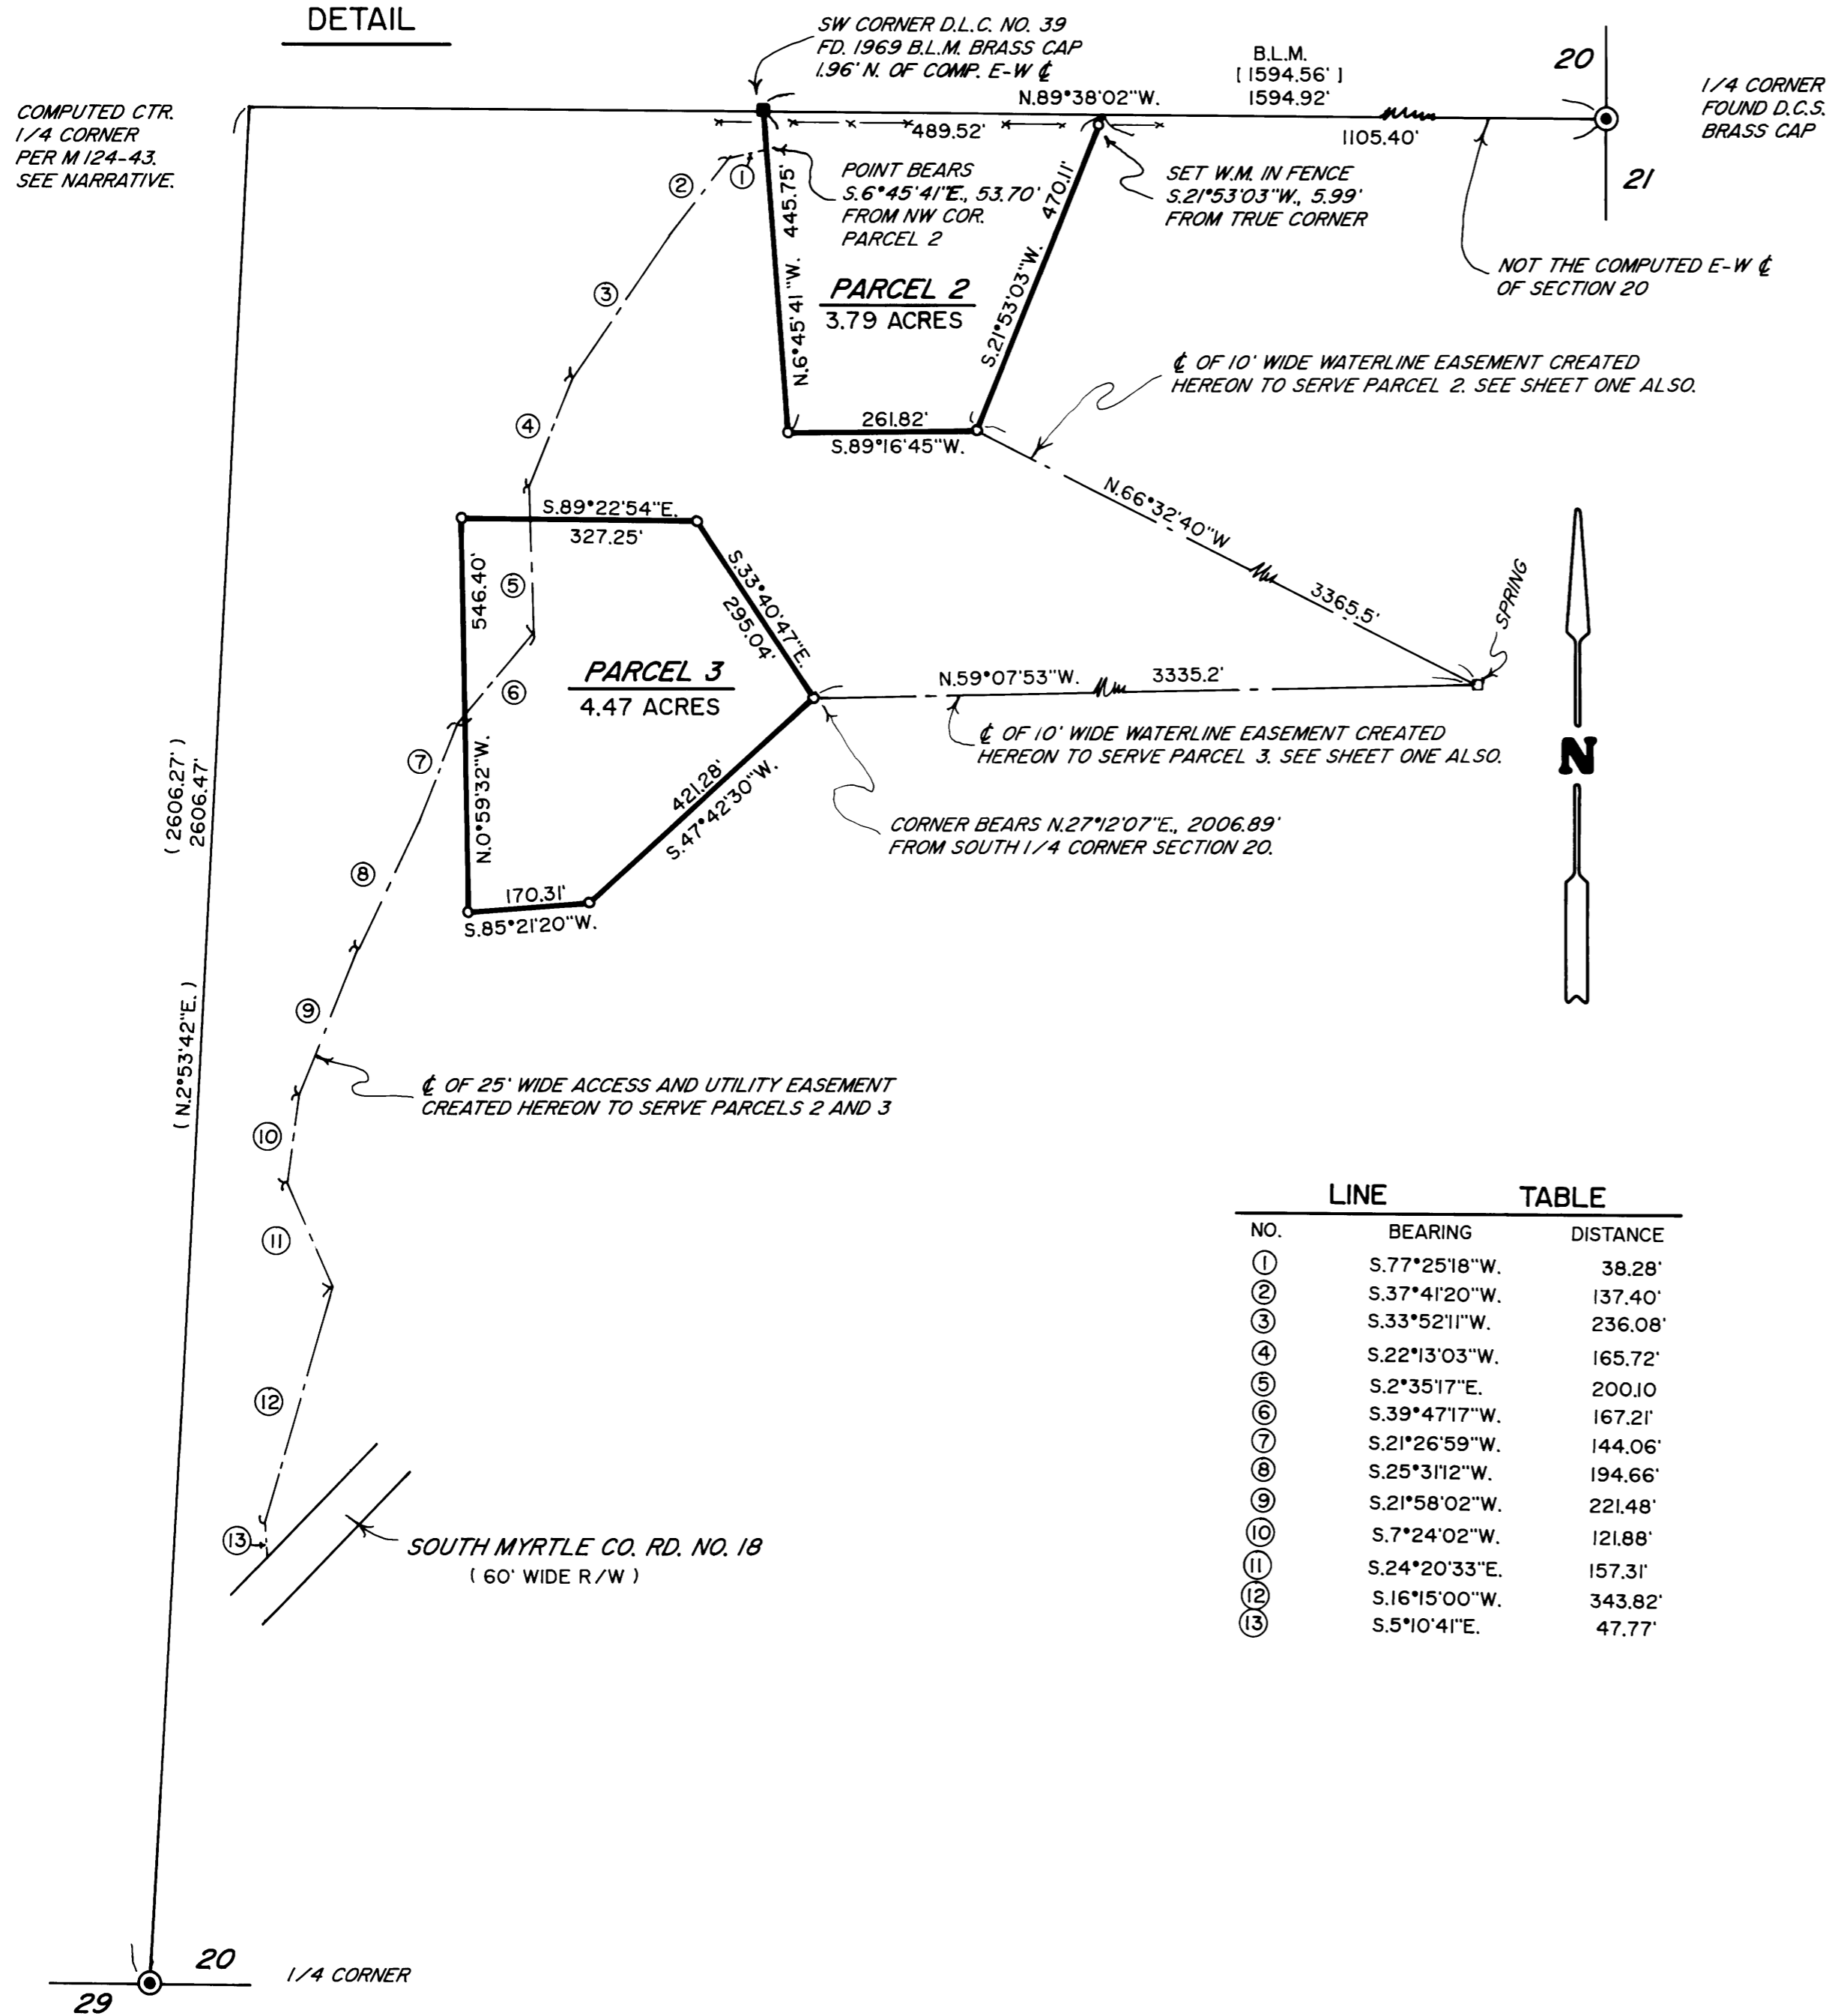 DETAIL
SW CORNER D.L.C. NO. 39
FD. 1969 B.L.M. BRASS CAP
1.96' N. OF COMP. E-W ℄
B.L.M.
[ 1594.56' ]
1594.92'
N.89°38'02"W.
489.52'
1105.40'
20
21
1/4 CORNER
FOUND D.C.S.
BRASS CAP
COMPUTED CTR.
1/4 CORNER
PER M 124-43.
SEE NARRATIVE.
POINT BEARS
S.6°45'41"E., 53.70'
FROM NW COR.
PARCEL 2
SET W.M. IN FENCE
S.21°53'03"W., 5.99'
FROM TRUE CORNER
NOT THE COMPUTED E-W ℄
OF SECTION 20
1
2
3
4
5
6
7
8
9
10
11
12
13
N.6°45'41"W. 445.75'
470.11'
S.21°53'03"W.
PARCEL 2
3.79 ACRES
261.82'
S.89°16'45"W.
℄ OF 10' WIDE WATERLINE EASEMENT CREATED
HEREON TO SERVE PARCEL 2. SEE SHEET ONE ALSO.
N.66°32'40"W
3365.5'
SPRING
S.89°22'54"E.
327.25'
546.40'
N.0°59'32"W.
S.33°40'47"E.
295.04'
PARCEL 3
4.47 ACRES
N.59°07'53"W.
3335.2'
℄ OF 10' WIDE WATERLINE EASEMENT CREATED
HEREON TO SERVE PARCEL 3. SEE SHEET ONE ALSO.
N
421.28'
S.47°42'30"W.
CORNER BEARS N.27°12'07"E., 2006.89'
FROM SOUTH 1/4 CORNER SECTION 20.
170.31'
S.85°21'20"W.
( 2606.27' )
2606.47'
( N.2°53'42"E. )
℄ OF 25' WIDE ACCESS AND UTILITY EASEMENT
CREATED HEREON TO SERVE PARCELS 2 AND 3
SOUTH MYRTLE CO. RD. NO. 18
( 60' WIDE R/W )
LINE TABLE
NO. BEARING DISTANCE
1 S.77°25'18"W. 38.28'
2 S.37°41'20"W. 137.40'
3 S.33°52'11"W. 236.08'
4 S.22°13'03"W. 165.72'
5 S.2°35'17"E. 200.10
6 S.39°47'17"W. 167.21'
7 S.21°26'59"W. 144.06'
8 S.25°31'12"W. 194.66'
9 S.21°58'02"W. 221.48'
10 S.7°24'02"W. 121.88'
11 S.24°20'33"E. 157.31'
12 S.16°15'00"W. 343.82'
13 S.5°10'41"E. 47.77'
20
29
1/4 CORNER